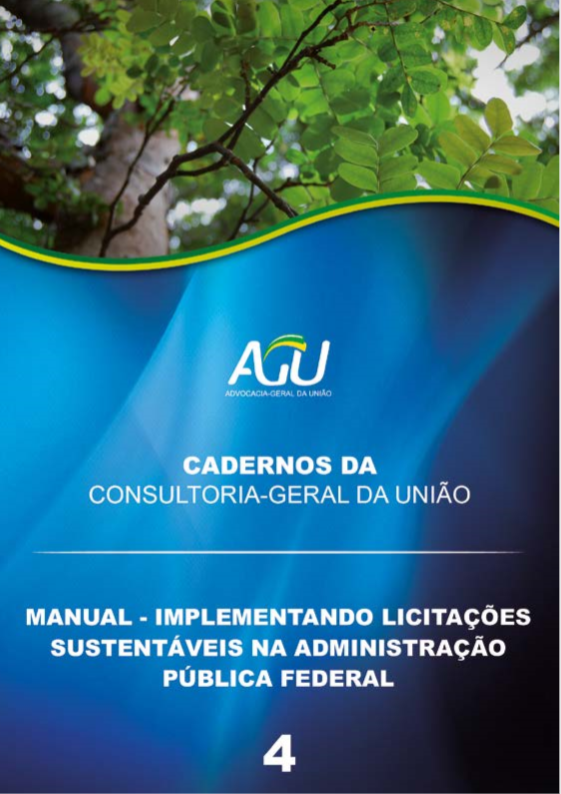 AGU
ADVOCACIA-GERAL DA UNIÃO
CADERNOS DA
CONSULTORIA-GERAL DA UNIÃO
MANUAL - IMPLEMENTANDO LICITAÇÕES
SUSTENTÁVEIS NA ADMINISTRAÇÃO
PÚBLICA FEDERAL
4